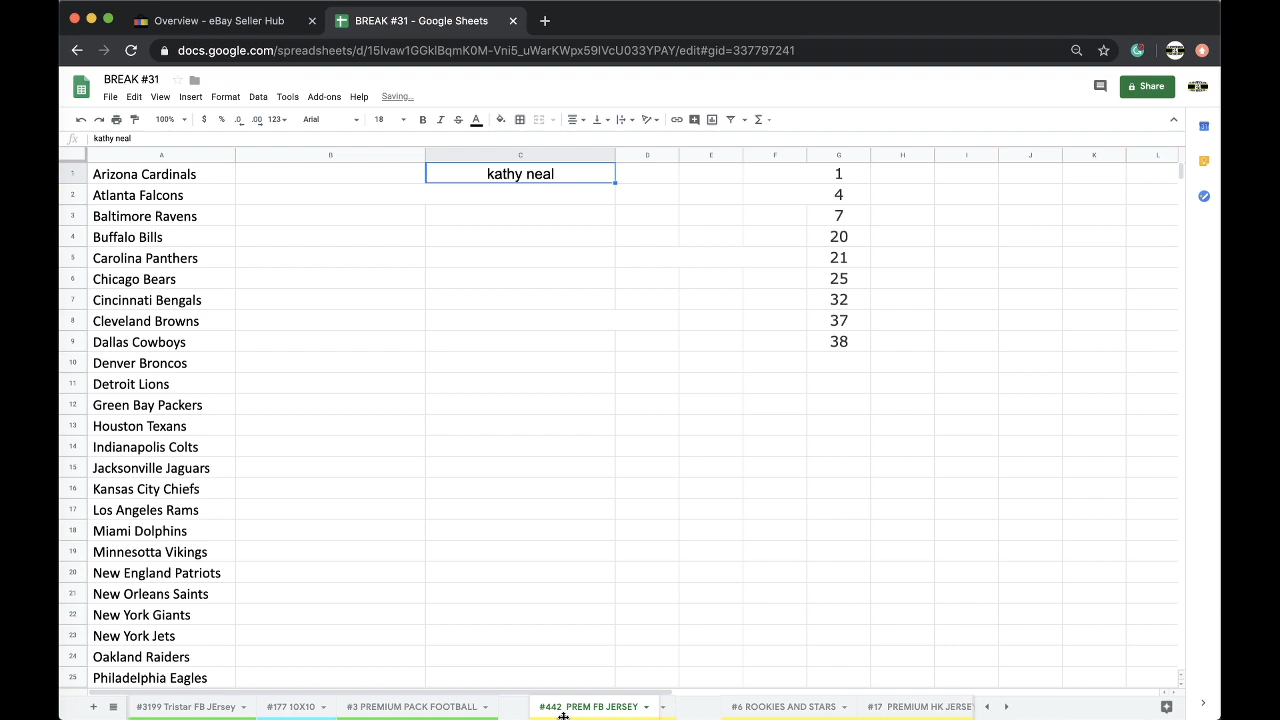 Overview - eBay Seller Hub
BREAK #31 - Google Sheets
docs.google.com/spreadsheets/d/15Ivaw1GGklBqmK0M-Vni5_uWarKWpx59IVcU033YPAY/edit#gid=337797241
BREAK #31
File Edit View Insert Format Data Tools Add-ons Help Saving...
Share
100% $ % .0 .00 123 Arial 18 B I S A
fx kathy neal
A B C D E F G H I J K L
1 Arizona Cardinals kathy neal 1
2 Atlanta Falcons 4
3 Baltimore Ravens 7
4 Buffalo Bills 20
5 Carolina Panthers 21
6 Chicago Bears 25
7 Cincinnati Bengals 32
8 Cleveland Browns 37
9 Dallas Cowboys 38
10 Denver Broncos
11 Detroit Lions
12 Green Bay Packers
13 Houston Texans
14 Indianapolis Colts
15 Jacksonville Jaguars
16 Kansas City Chiefs
17 Los Angeles Rams
18 Miami Dolphins
19 Minnesotta Vikings
20 New England Patriots
21 New Orleans Saints
22 New York Giants
23 New York Jets
24 Oakland Raiders
25 Philadelphia Eagles
#3199 Tristar FB JErsey #177 10X10 #3 PREMIUM PACK FOOTBALL #442 PREM FB JERSEY #6 ROOKIES AND STARS #17 PREMIUM HK JERSE